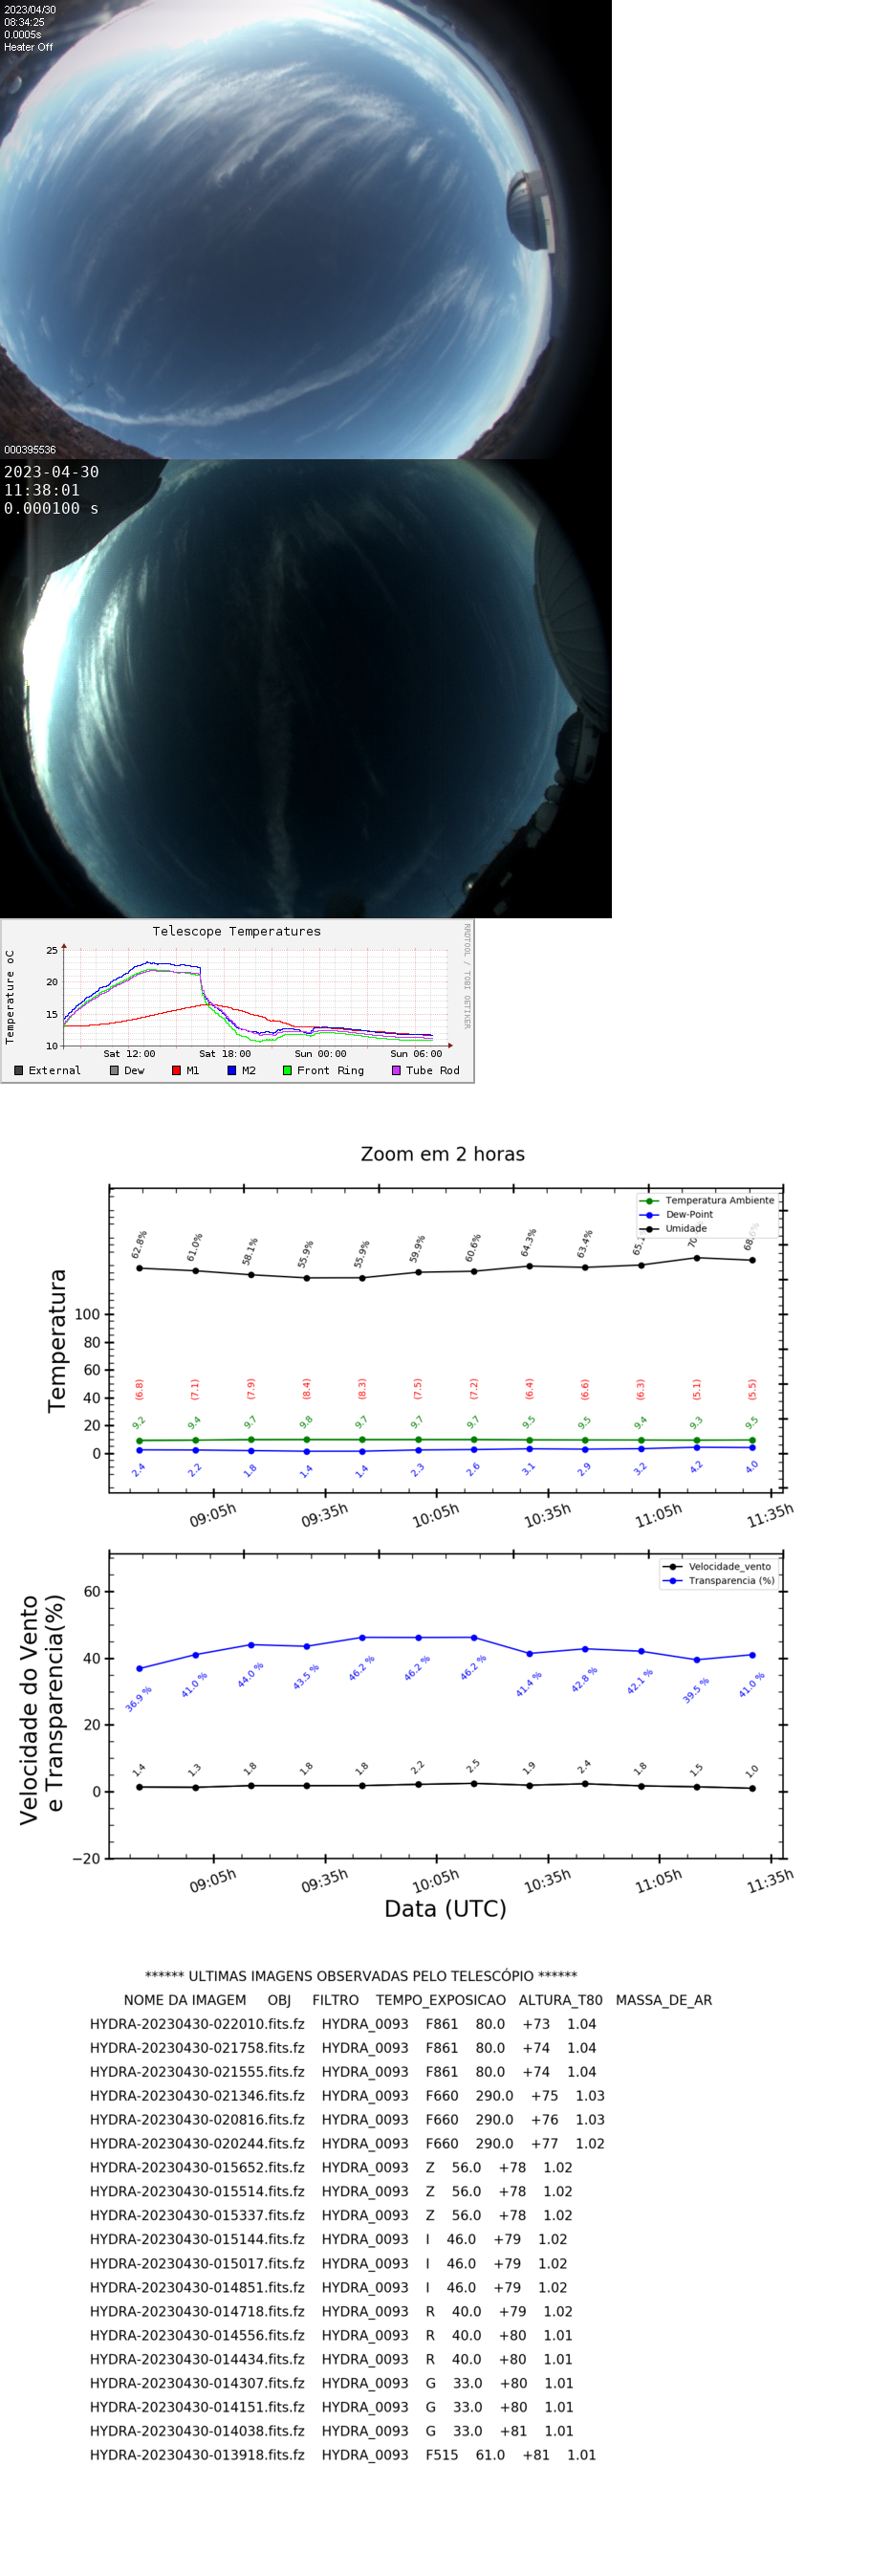 2023/04/30
08:34:25
0.0005s
Heater Off
000395536
2023-04-30
11:38:01
0.000100 s
Telescope Temperatures
RRDTOOL / TOBI OETIKER
Temperature oC
25
20
15
10
Sat 12:00 Sat 18:00 Sun 00:00 Sun 06:00
External Dew M1 M2 Front Ring Tube Rod
Zoom em 2 horas
Temperatura Ambiente
Dew-Point
Umidade
62.8% 61.0% 58.1% 55.9% 55.9% 59.9% 60.6% 64.3% 63.4%
Temperatura
100
80
60
40
20
0
(6.8) (7.1) (7.9) (8.4) (8.3) (7.5) (7.2) (6.4) (6.6) (6.3) (5.1) (5.5)
9.2 9.4 9.7 9.8 9.7 9.7 9.7 9.5 9.5 9.4 9.3 9.5
2.4 2.2 1.8 1.4 1.4 2.3 2.6 3.1 2.9 3.2 4.2 4.0
09:05h 09:35h 10:05h 10:35h 11:05h 11:35h
Velocidade_vento
Transparencia (%)
Velocidade do Vento
e Transparencia(%)
60
40
20
0
−20
36.9 % 41.0 % 44.0 % 43.5 % 46.2 % 46.2 % 46.2 % 41.4 % 42.8 % 42.1 % 39.5 % 41.0 %
1.4 1.3 1.8 1.8 1.8 2.2 2.5 1.9 2.4 1.8 1.5 1.0
09:05h 09:35h 10:05h 10:35h 11:05h 11:35h
Data (UTC)
****** ULTIMAS IMAGENS OBSERVADAS PELO TELESCÓPIO ******
NOME DA IMAGEM OBJ FILTRO TEMPO_EXPOSICAO ALTURA_T80 MASSA_DE_AR
HYDRA-20230430-022010.fits.fz HYDRA_0093 F861 80.0 +73 1.04
HYDRA-20230430-021758.fits.fz HYDRA_0093 F861 80.0 +74 1.04
HYDRA-20230430-021555.fits.fz HYDRA_0093 F861 80.0 +74 1.04
HYDRA-20230430-021346.fits.fz HYDRA_0093 F660 290.0 +75 1.03
HYDRA-20230430-020816.fits.fz HYDRA_0093 F660 290.0 +76 1.03
HYDRA-20230430-020244.fits.fz HYDRA_0093 F660 290.0 +77 1.02
HYDRA-20230430-015652.fits.fz HYDRA_0093 Z 56.0 +78 1.02
HYDRA-20230430-015514.fits.fz HYDRA_0093 Z 56.0 +78 1.02
HYDRA-20230430-015337.fits.fz HYDRA_0093 Z 56.0 +78 1.02
HYDRA-20230430-015144.fits.fz HYDRA_0093 I 46.0 +79 1.02
HYDRA-20230430-015017.fits.fz HYDRA_0093 I 46.0 +79 1.02
HYDRA-20230430-014851.fits.fz HYDRA_0093 I 46.0 +79 1.02
HYDRA-20230430-014718.fits.fz HYDRA_0093 R 40.0 +79 1.02
HYDRA-20230430-014556.fits.fz HYDRA_0093 R 40.0 +80 1.01
HYDRA-20230430-014434.fits.fz HYDRA_0093 R 40.0 +80 1.01
HYDRA-20230430-014307.fits.fz HYDRA_0093 G 33.0 +80 1.01
HYDRA-20230430-014151.fits.fz HYDRA_0093 G 33.0 +80 1.01
HYDRA-20230430-014038.fits.fz HYDRA_0093 G 33.0 +81 1.01
HYDRA-20230430-013918.fits.fz HYDRA_0093 F515 61.0 +81 1.01